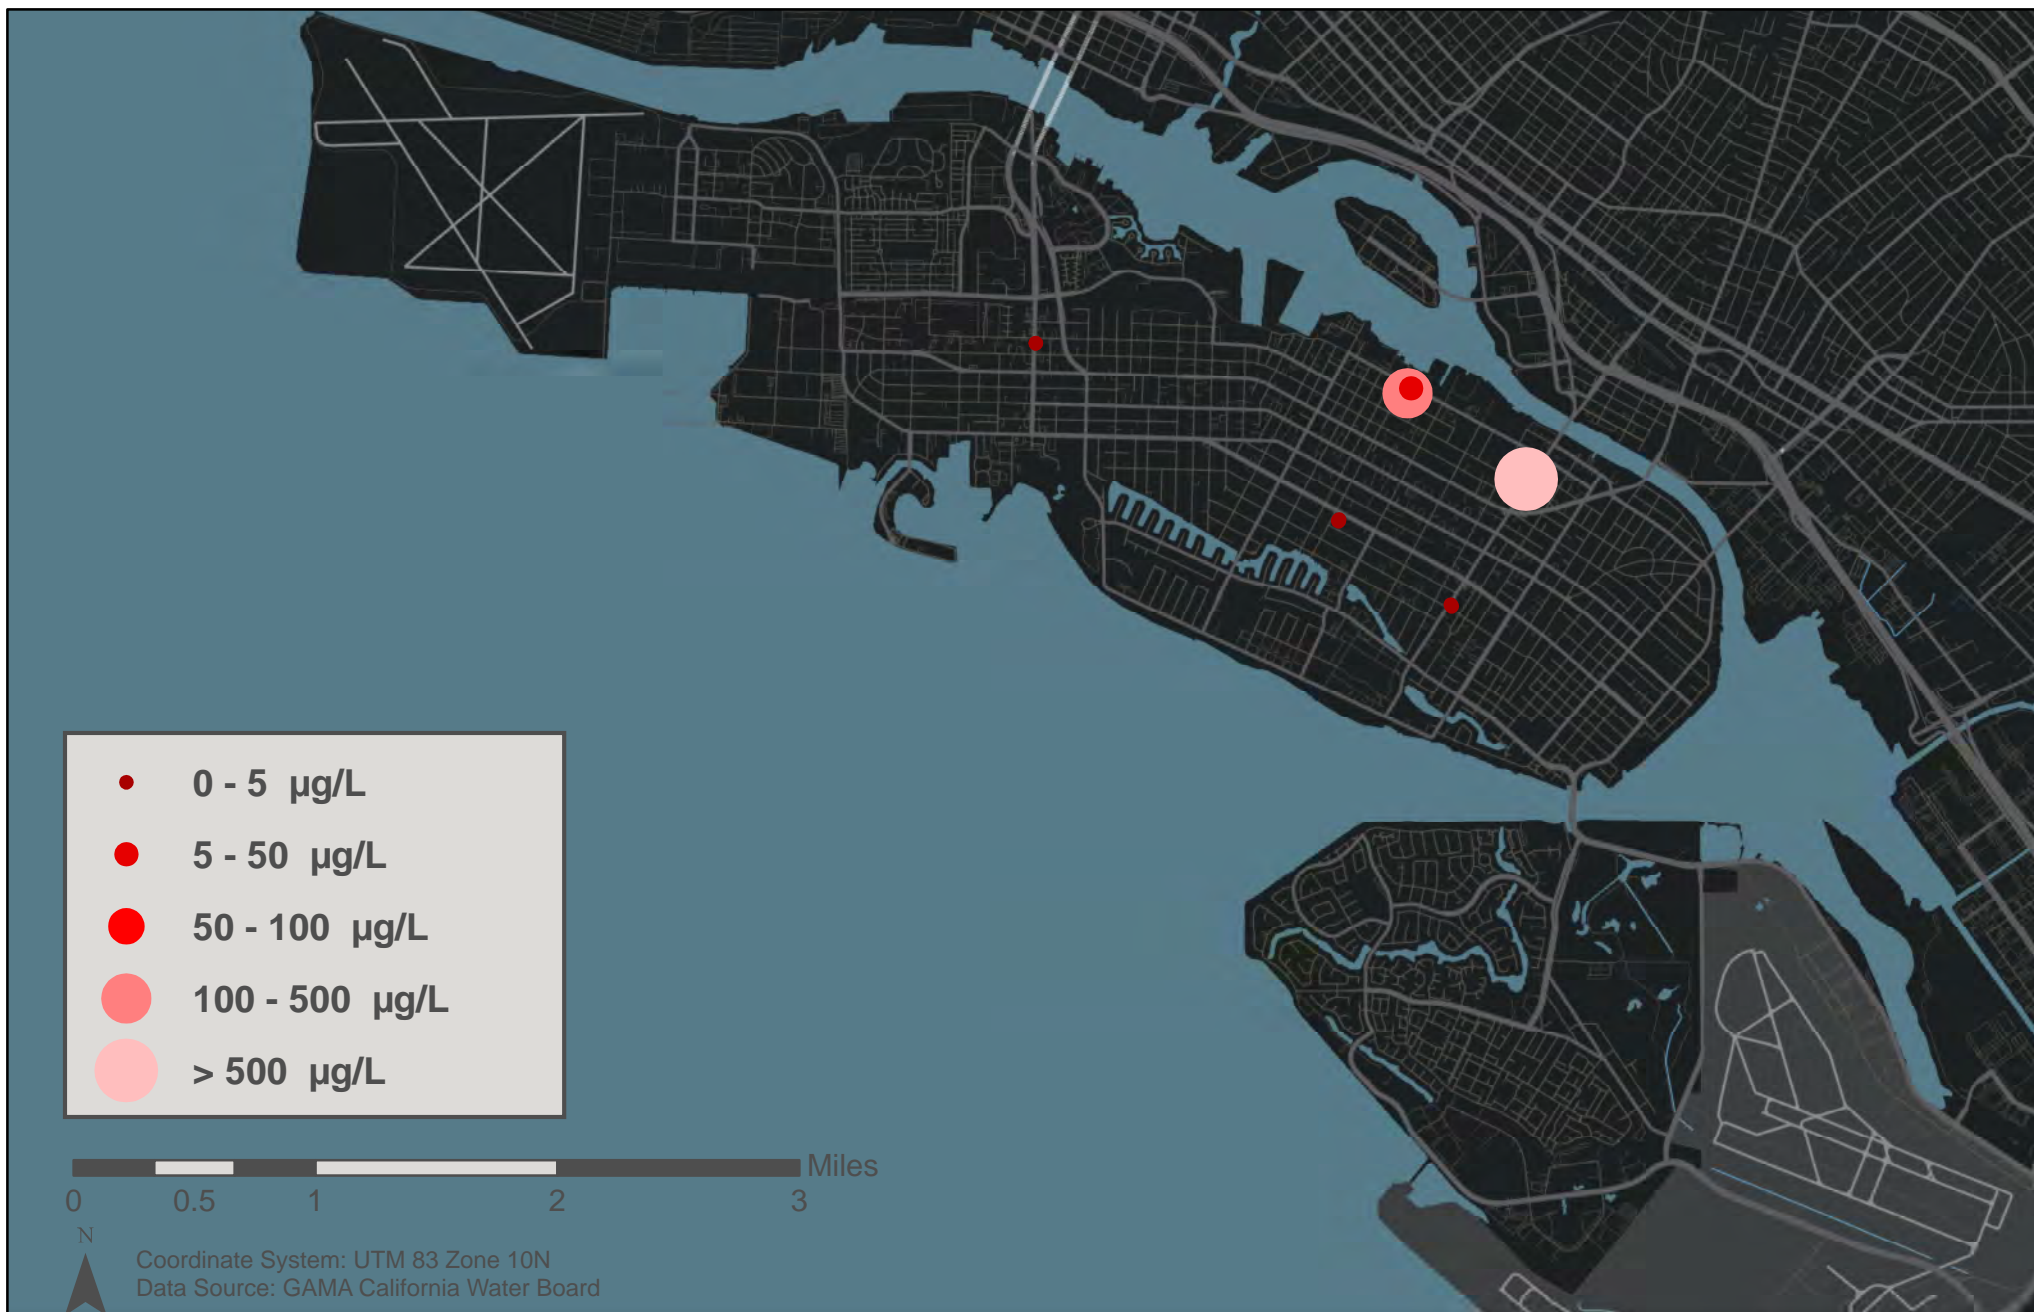 0 - 5 µg/L
5 - 50 µg/L
50 - 100 µg/L
100 - 500 µg/L
> 500 µg/L
Miles
0 0.5 1 2 3
N
Coordinate System: UTM 83 Zone 10N
Data Source: GAMA California Water Board